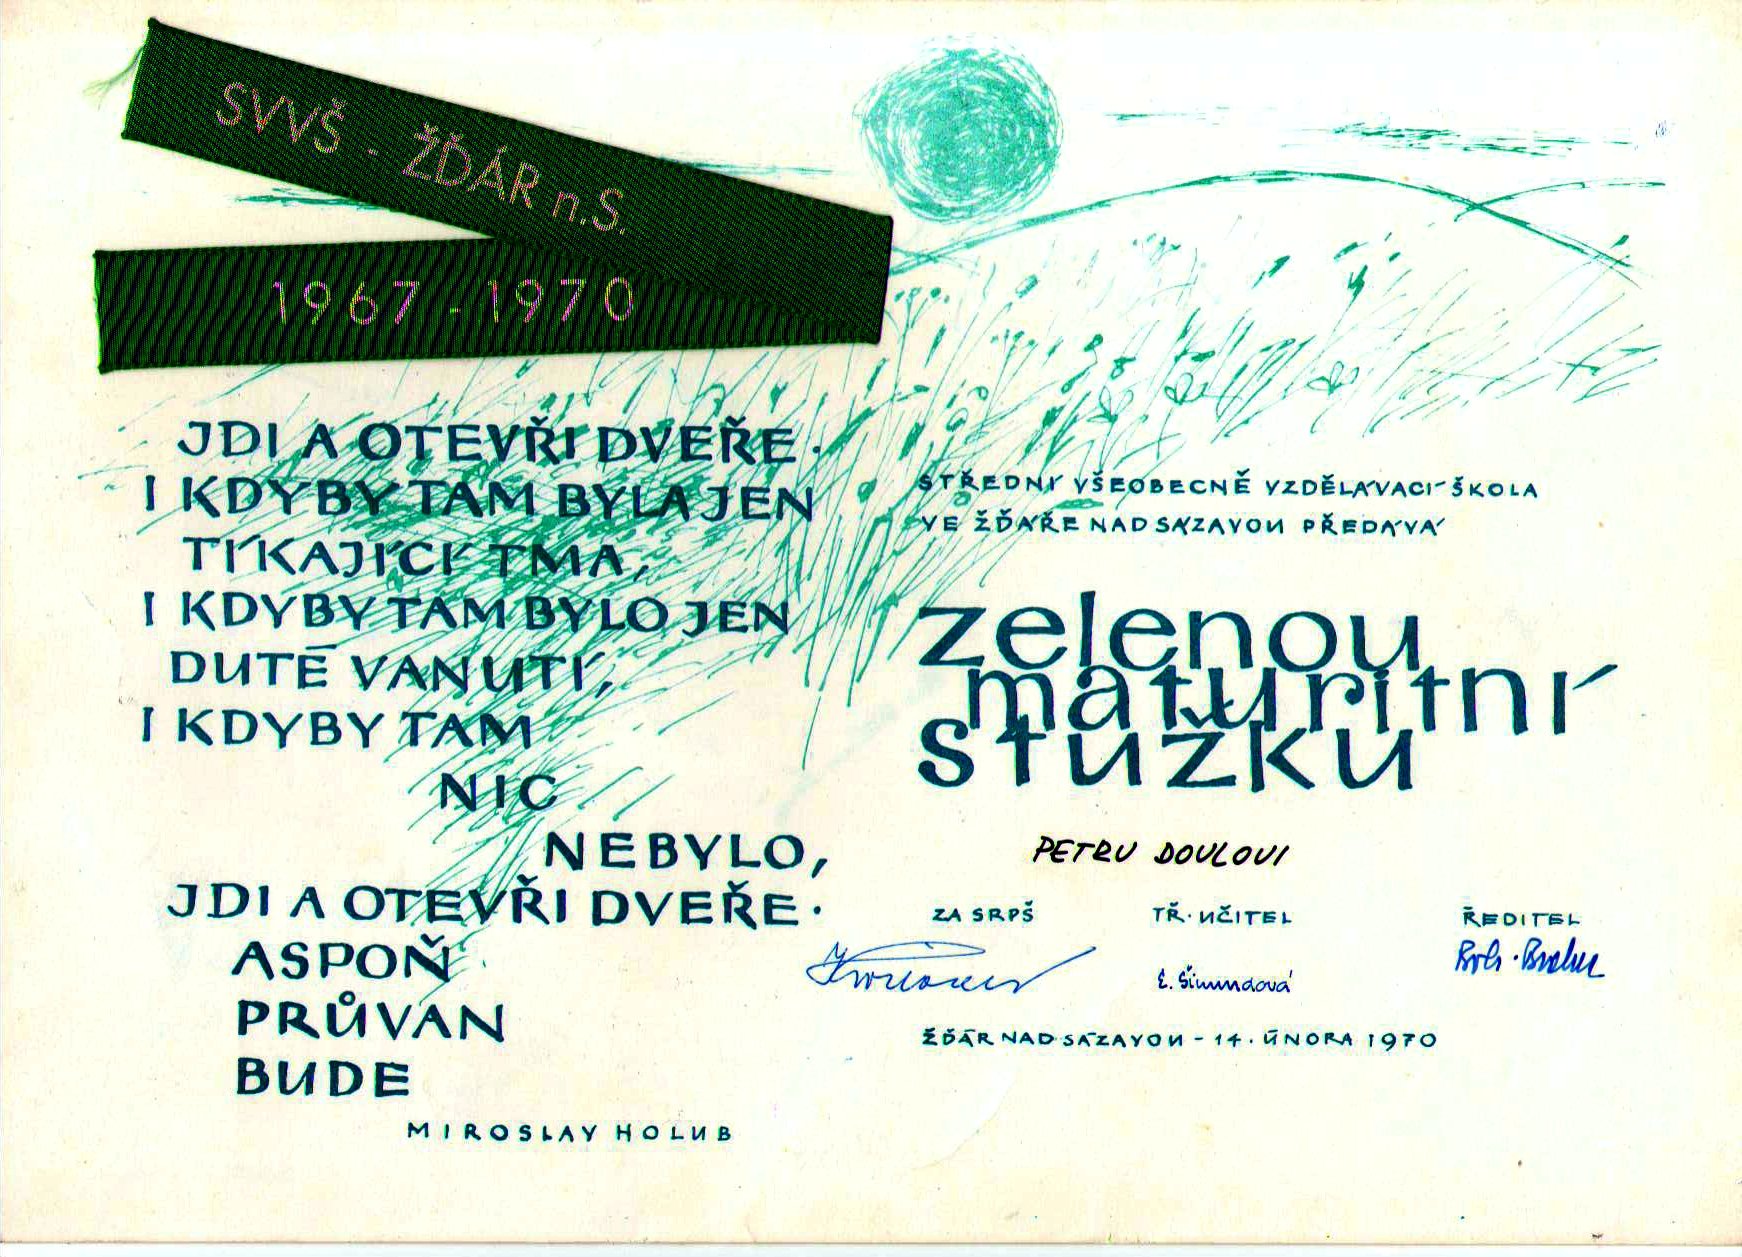 SVVŠ - ŽĎÁR n.S.
1967 - 1970
JDI A OTEVŘI DVEŘE.
I KDYBY TAM BYLA JEN
TÍKAJÍCÍ TMA,
I KDYBY TAM BYLO JEN
DUTÉ VANUTÍ,
I KDYBY TAM
NIC
NEBYLO,
JDI A OTEVŘI DVEŘE.
ASPOŇ
PRŮVAN
BUDE
MIROSLAV HOLUB
STŘEDNÍ VŠEOBECNĚ VZDĚLÁVACÍ ŠKOLA
VE ŽĎÁŘE NAD SÁZAVOU PŘEDÁVÁ
zelenou
maturitní
stužku
PETRU DOULOVI
ZA SRPŠ
TŘ. UČITEL
ŘEDITEL
E. Šimundová
ŽĎÁR NAD SÁZAVOU - 14. ÚNORA 1970